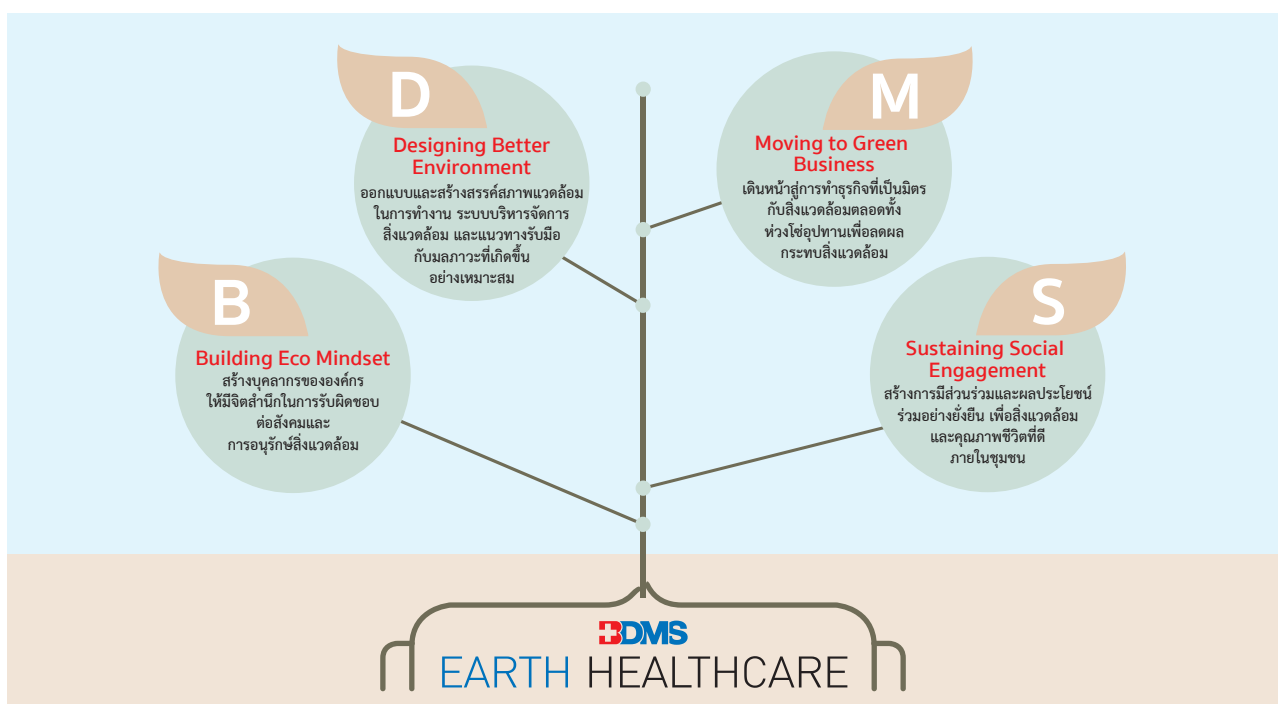 B
Building Eco Mindset
สร้างบุคลากรขององค์กร
ให้มีจิตสำนึกในการรับผิดชอบ
ต่อสังคมและ
การอนุรักษ์สิ่งแวดล้อม
D
Designing Better
Environment
ออกแบบและสร้างสรรค์สภาพแวดล้อม
ในการทำงาน ระบบบริหารจัดการ
สิ่งแวดล้อม และแนวทางรับมือ
กับมลภาวะที่เกิดขึ้น
อย่างเหมาะสม
M
Moving to Green
Business
เดินหน้าสู่การทำธุรกิจที่เป็นมิตร
กับสิ่งแวดล้อมตลอดทั้ง
ห่วงโซ่อุปทานเพื่อลดผล
กระทบสิ่งแวดล้อม
S
Sustaining Social
Engagement
สร้างการมีส่วนร่วมและผลประโยชน์
ร่วมอย่างยั่งยืน เพื่อสิ่งแวดล้อม
และคุณภาพชีวิตที่ดี
ภายในชุมชน
BDMS
EARTH HEALTHCARE